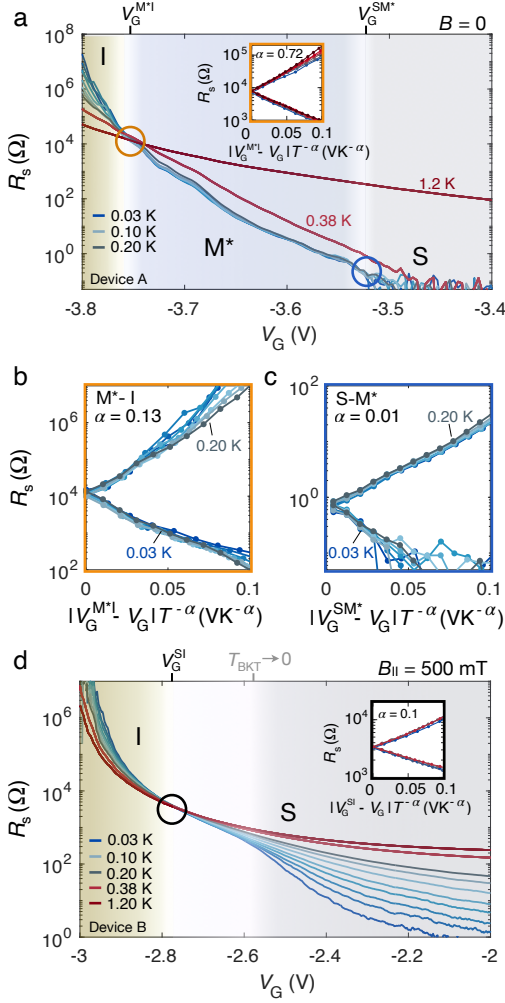 a
V_G^M*I
V_G^SM*
B = 0
I
α = 0.72
R_s (Ω)
10^5
10^4
10^3
0
0.05
0.1
|V_G^M*I - V_G| T^-α (VK^-α)
10^8
10^6
10^4
10^2
10^0
R_s (Ω)
1.2 K
0.38 K
0.03 K
0.10 K
0.20 K
M*
S
Device A
-3.8
-3.7
-3.6
-3.5
-3.4
V_G (V)
b
M*- I
α = 0.13
0.20 K
0.03 K
10^6
10^4
10^2
R_s (Ω)
0
0.05
0.1
|V_G^M*I - V_G| T^-α (VK^-α)
c
S-M*
α = 0.01
0.20 K
0.03 K
10^2
10^0
0
0.05
0.1
|V_G^SM* - V_G| T^-α (VK^-α)
d
V_G^SI
T_BKT → 0
B_II = 500 mT
I
S
α = 0.1
R_s (Ω)
10^4
10^3
0
0.05
0.1
|V_G^SI - V_G| T^-α (VK^-α)
10^6
10^4
10^2
10^0
R_s (Ω)
0.03 K
0.10 K
0.20 K
0.38 K
1.20 K
Device B
-3
-2.8
-2.6
-2.4
-2.2
-2
V_G (V)